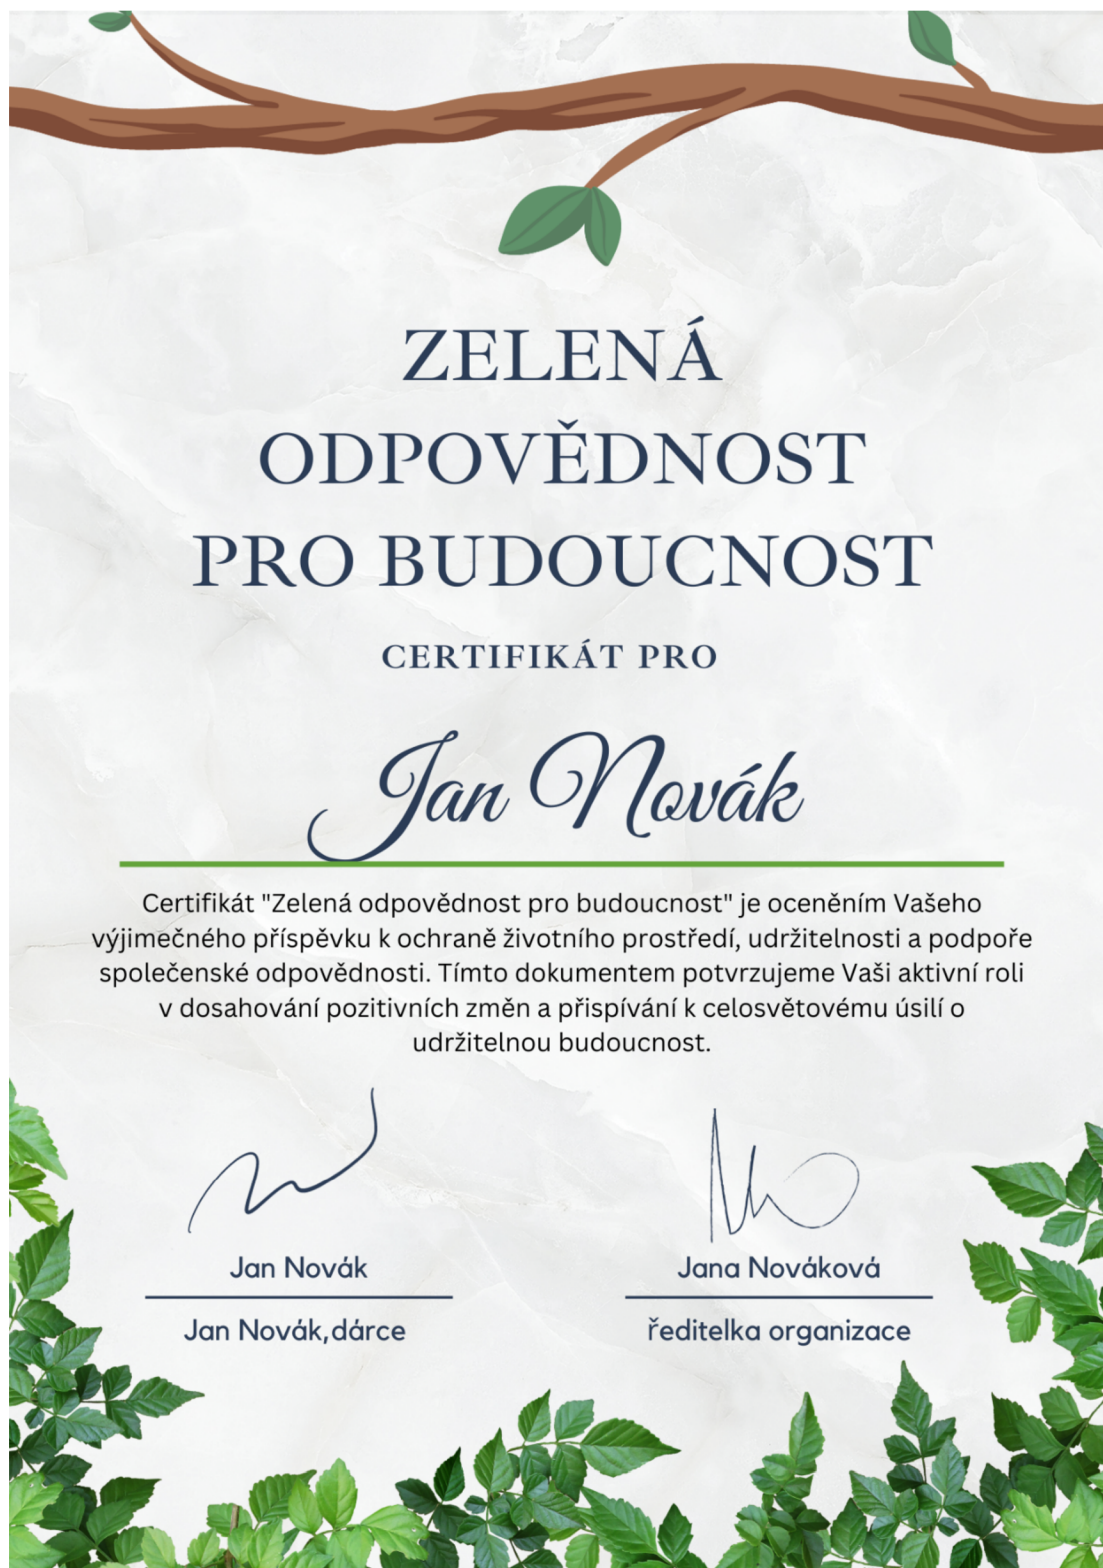 ZELENÁ
ODPOVĚDNOST
PRO BUDOUCNOST
CERTIFIKÁT PRO
Jan Novák
Certifikát "Zelená odpovědnost pro budoucnost" je oceněním Vašeho
výjimečného příspěvku k ochraně životního prostředí, udržitelnosti a podpoře
společenské odpovědnosti. Tímto dokumentem potvrzujeme Vaši aktivní roli
v dosahování pozitivních změn a přispívání k celosvětovému úsilí o
udržitelnou budoucnost.
Jan Novák
Jan Novák,dárce
Jana Nováková
ředitelka organizace